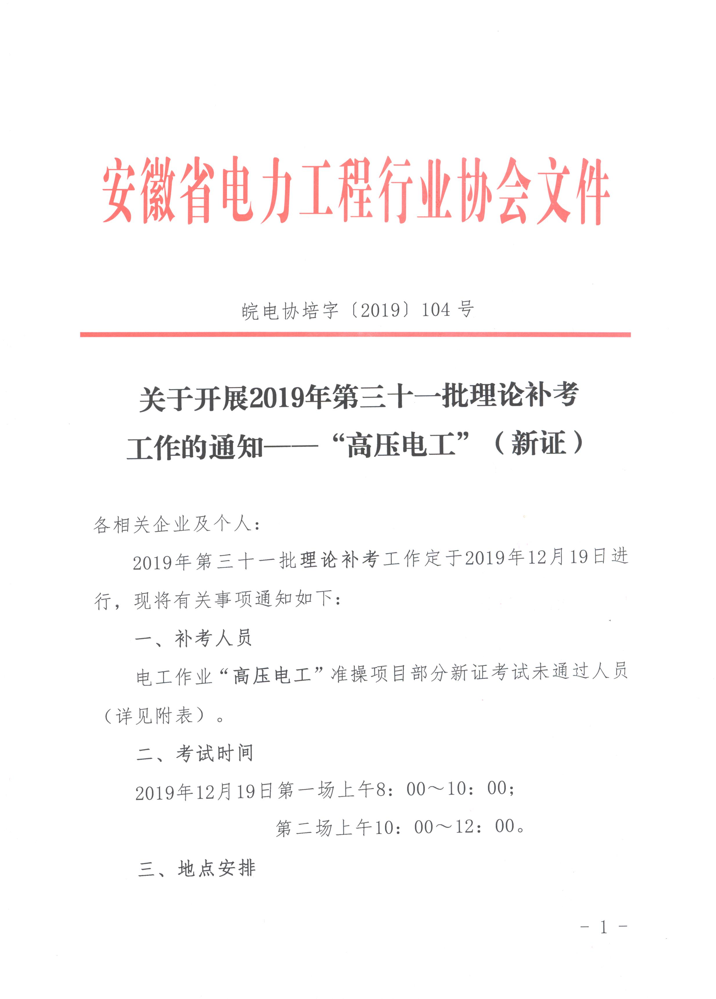 安徽省电力工程行业协会文件
皖电协培字〔2019〕104 号
关于开展2019年第三十一批理论补考
工作的通知——“高压电工”（新证）
各相关企业及个人：
2019年第三十一批理论补考工作定于2019年12月19日进
行，现将有关事项通知如下：
一、补考人员
电工作业“高压电工”准操项目部分新证考试未通过人员
（详见附表）。
二、考试时间
2019年12月19日第一场上午8：00～10：00；
第二场上午10：00～12：00。
三、地点安排
- 1 -